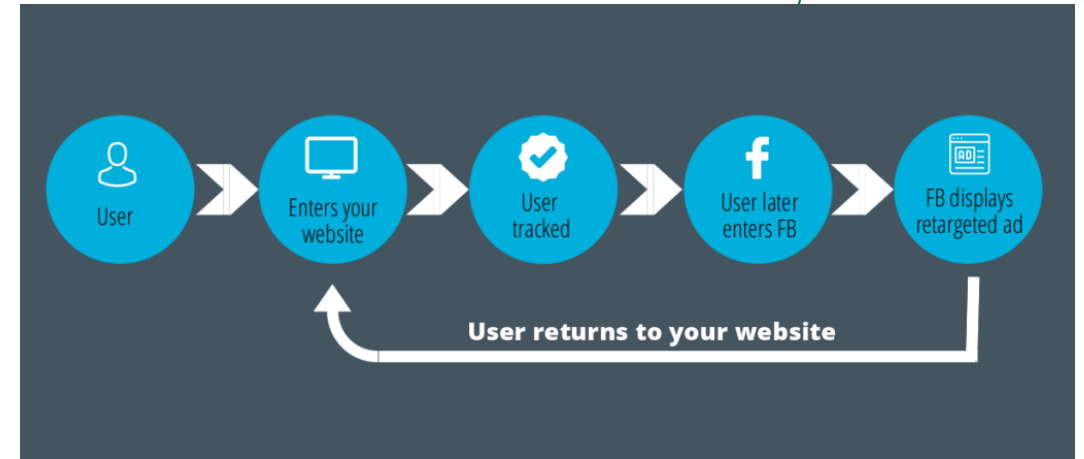 User
Enters your
website
User
tracked
User later
enters FB
AD
FB displays
retargeted ad
User returns to your website